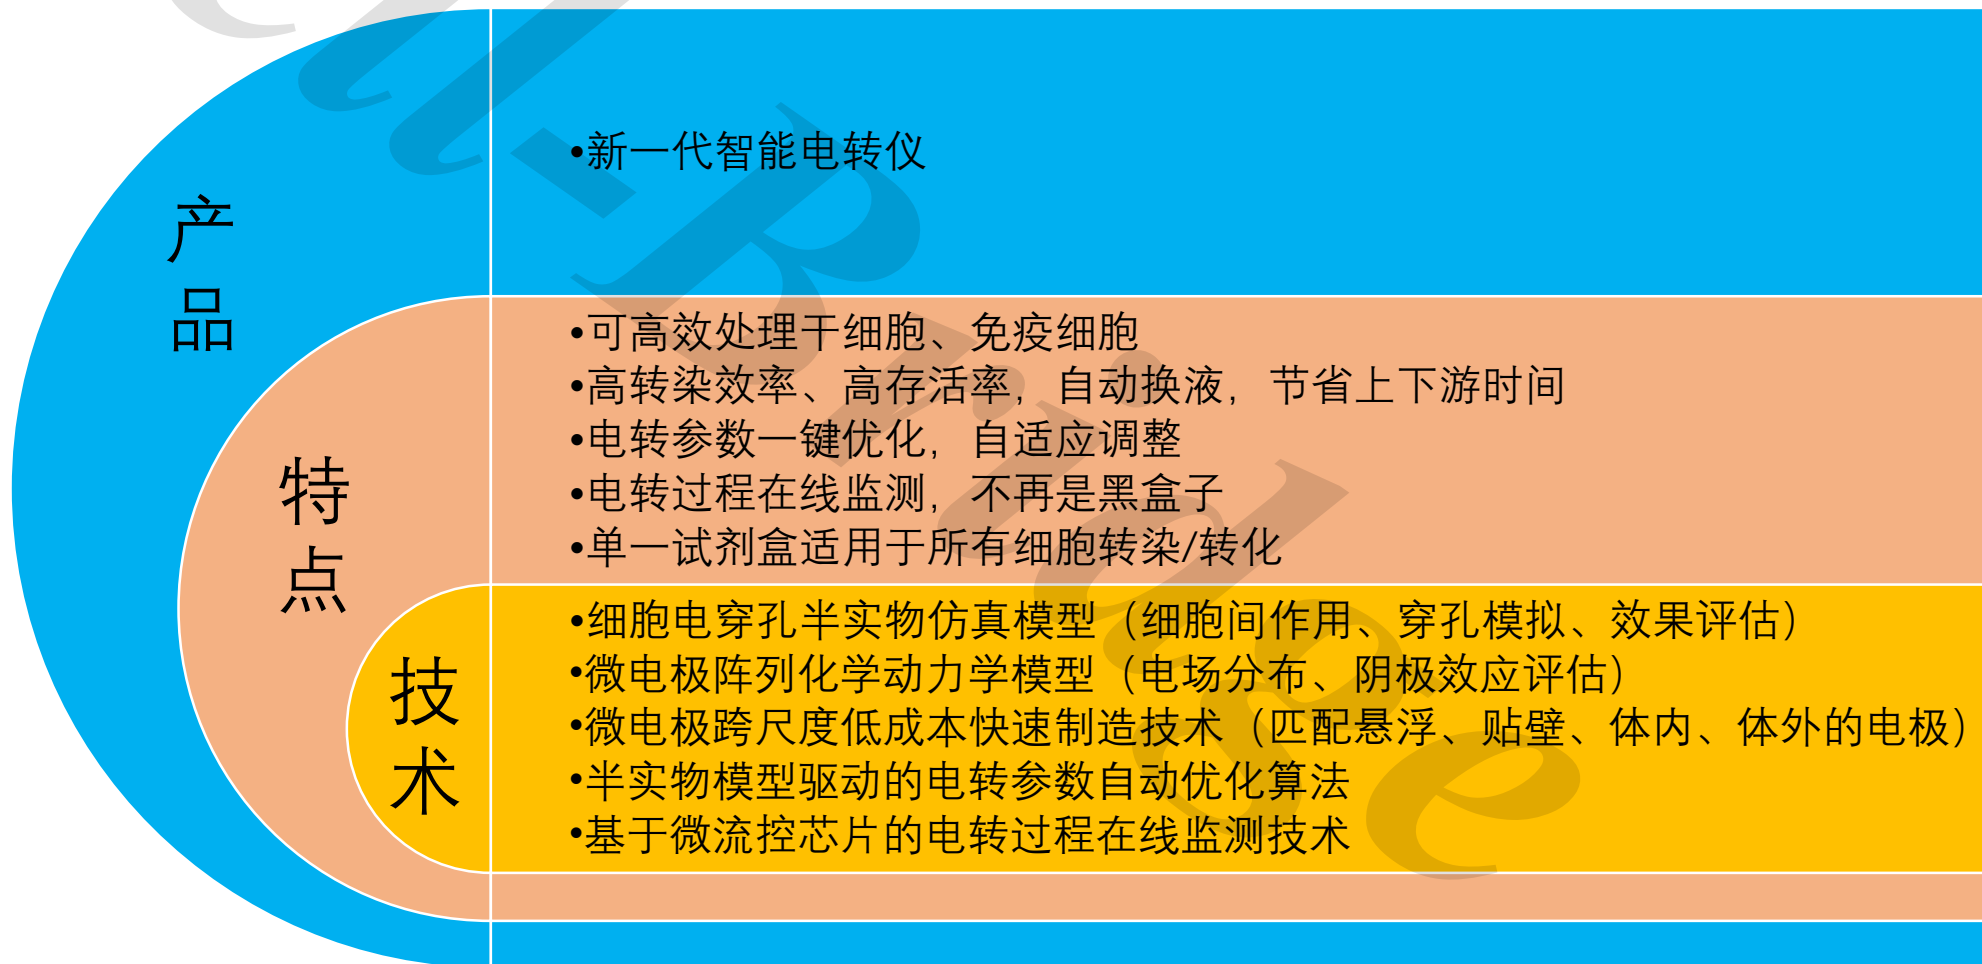 产品
•新一代智能电转仪
特点
•可高效处理干细胞、免疫细胞
•高转染效率、高存活率，自动换液，节省上下游时间
•电转参数一键优化，自适应调整
•电转过程在线监测，不再是黑盒子
•单一试剂盒适用于所有细胞转染/转化
技术
•细胞电穿孔半实物仿真模型（细胞间作用、穿孔模拟、效果评估）
•微电极阵列化学动力学模型（电场分布、阴极效应评估）
•微电极跨尺度低成本快速制造技术（匹配悬浮、贴壁、体内、体外的电极）
•半实物模型驱动的电转参数自动优化算法
•基于微流控芯片的电转过程在线监测技术
ell-Bridge